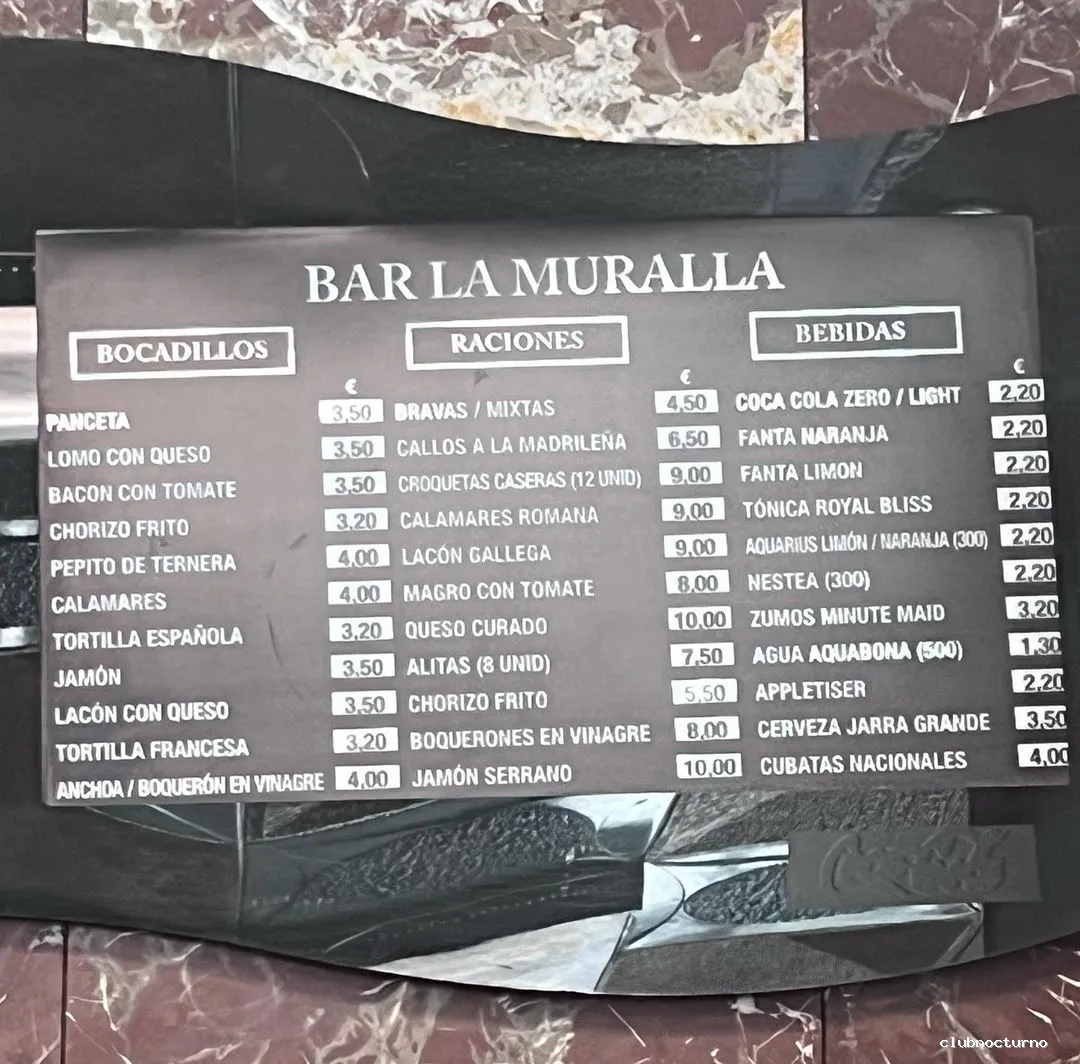 BAR LA MURALLA
BOCADILLOS
€
PANCETA 3,50
LOMO CON QUESO 3,50
BACON CON TOMATE 3,50
CHORIZO FRITO 3,20
PEPITO DE TERNERA 4,00
CALAMARES 4,00
TORTILLA ESPAÑOLA 3,20
JAMÓN 3,50
LACÓN CON QUESO 3,50
TORTILLA FRANCESA 3,20
ANCHOA / BOQUERÓN EN VINAGRE 4,00
RACIONES
€
BRAVAS / MIXTAS 4,50
CALLOS A LA MADRILEÑA 6,50
CROQUETAS CASERAS (12 UNID) 9,00
CALAMARES ROMANA 9,00
LACÓN GALLEGA 9,00
MAGRO CON TOMATE 8,00
QUESO CURADO 10,00
ALITAS (8 UNID) 7,50
CHORIZO FRITO 5,50
BOQUERONES EN VINAGRE 8,00
JAMÓN SERRANO 10,00
BEBIDAS
€
COCA COLA ZERO / LIGHT 2,20
FANTA NARANJA 2,20
FANTA LIMON 2,20
TÓNICA ROYAL BLISS 2,20
AQUARIUS LIMÓN / NARANJA (300) 2,20
NESTEA (300) 2,20
ZUMOS MINUTE MAID 3,20
AGUA AQUABONA (500) 1,30
APPLETISER 2,20
CERVEZA JARRA GRANDE 3,50
CUBATAS NACIONALES 4,00
clubnocturno